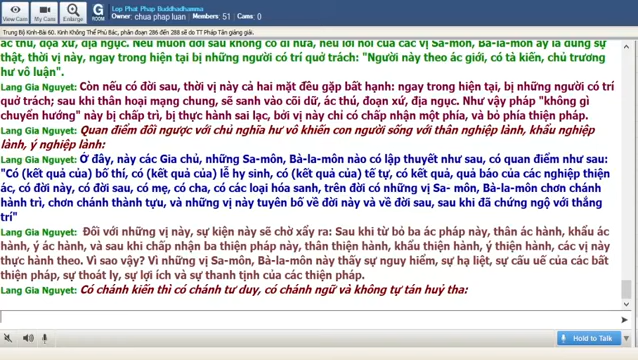 Lop Phat Phap Buddhadhamma
Owner: chua phap luan | Members: 51 | Cams: 0
View Cam
My Cam
Enlarge
G
ROOM
Trung Bộ Kinh-Bài 60. Kinh Không Thể Phủ Bác, phân đoạn 286 đến 288 sẽ do TT Pháp Tân giảng giải.
ác thú, đọa xứ, địa ngục. Nếu muốn đời sau không có đi nữa, nếu lời nói của các vị Sa-môn, Bà-la-môn ấy là đúng sự
thật, thời vị này, ngay trong hiện tại bị những người có trí quở trách: "Người này theo ác giới, có tà kiến, chủ trương
hư vô luận".
Lang Gia Nguyet: Còn nếu có đời sau, thời vị này cả hai mặt đều gặp bất hạnh: ngay trong hiện tại, bị những người có trí
quở trách; sau khi thân hoại mạng chung, sẽ sanh vào cõi dữ, ác thú, đoạn xứ, địa ngục. Như vậy pháp "không gì
chuyển hướng" này bị chấp trì, bị thực hành sai lạc, bởi vị này chỉ có chấp nhận một phía, và bỏ phía thiện pháp.
Lang Gia Nguyet: Quan điểm đối ngược với chủ nghĩa hư vô khiến con người sống với thân nghiệp lành, khẩu nghiệp
lành, ý nghiệp lành:
Lang Gia Nguyet: Ở đây, này các Gia chủ, những Sa-môn, Bà-la-môn nào có lập thuyết như sau, có quan điểm như sau:
"Có (kết quả của) bố thí, có (kết quả của) lễ hy sinh, có (kết quả của) tế tự, có kết quả, quả báo của các nghiệp thiện
ác, có đời này, có đời sau, có mẹ, có cha, có các loại hóa sanh, trên đời có những vị Sa- môn, Bà-la-môn chơn chánh
hành trì, chơn chánh thành tựu, và những vị này tuyên bố về đời này và về đời sau, sau khi đã chứng ngộ với thắng
trí"
Lang Gia Nguyet: Đối với những vị này, sự kiện này sẽ chờ xẩy ra: Sau khi từ bỏ ba ác pháp này, thân ác hành, khẩu ác
hành, ý ác hành, và sau khi chấp nhận ba thiện pháp này, thân thiện hành, khẩu thiện hành, ý thiện hành, các vị này
thực hành theo. Vì sao vậy? Vì những vị Sa-môn, Bà-la-môn này thấy sự nguy hiểm, sự hạ liệt, sự cấu uế của các bất
thiện pháp, sự thoát ly, sự lợi ích và sự thanh tịnh của các thiện pháp.
Lang Gia Nguyet: Có chánh kiến thì có chánh tư duy, có chánh ngữ và không tự tán huỷ tha:
Hold to Talk